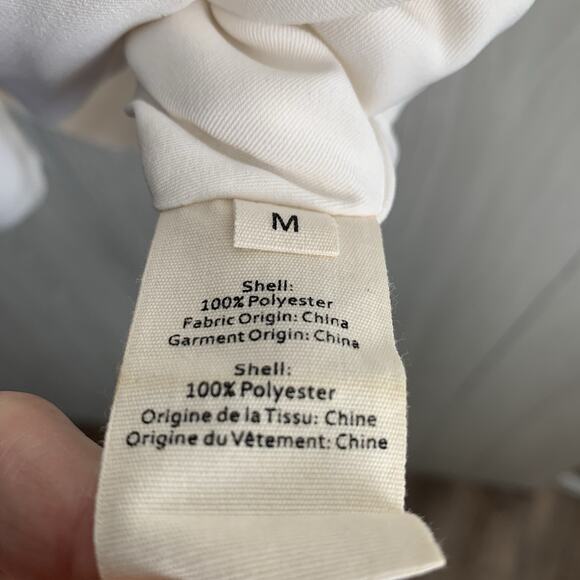 M
Shell:
100% Polyester
Fabric Origin: China
Garment Origin: China
Shell:
100% Polyester
Origine de la Tissu: Chine
Origine du Vêtement: Chine